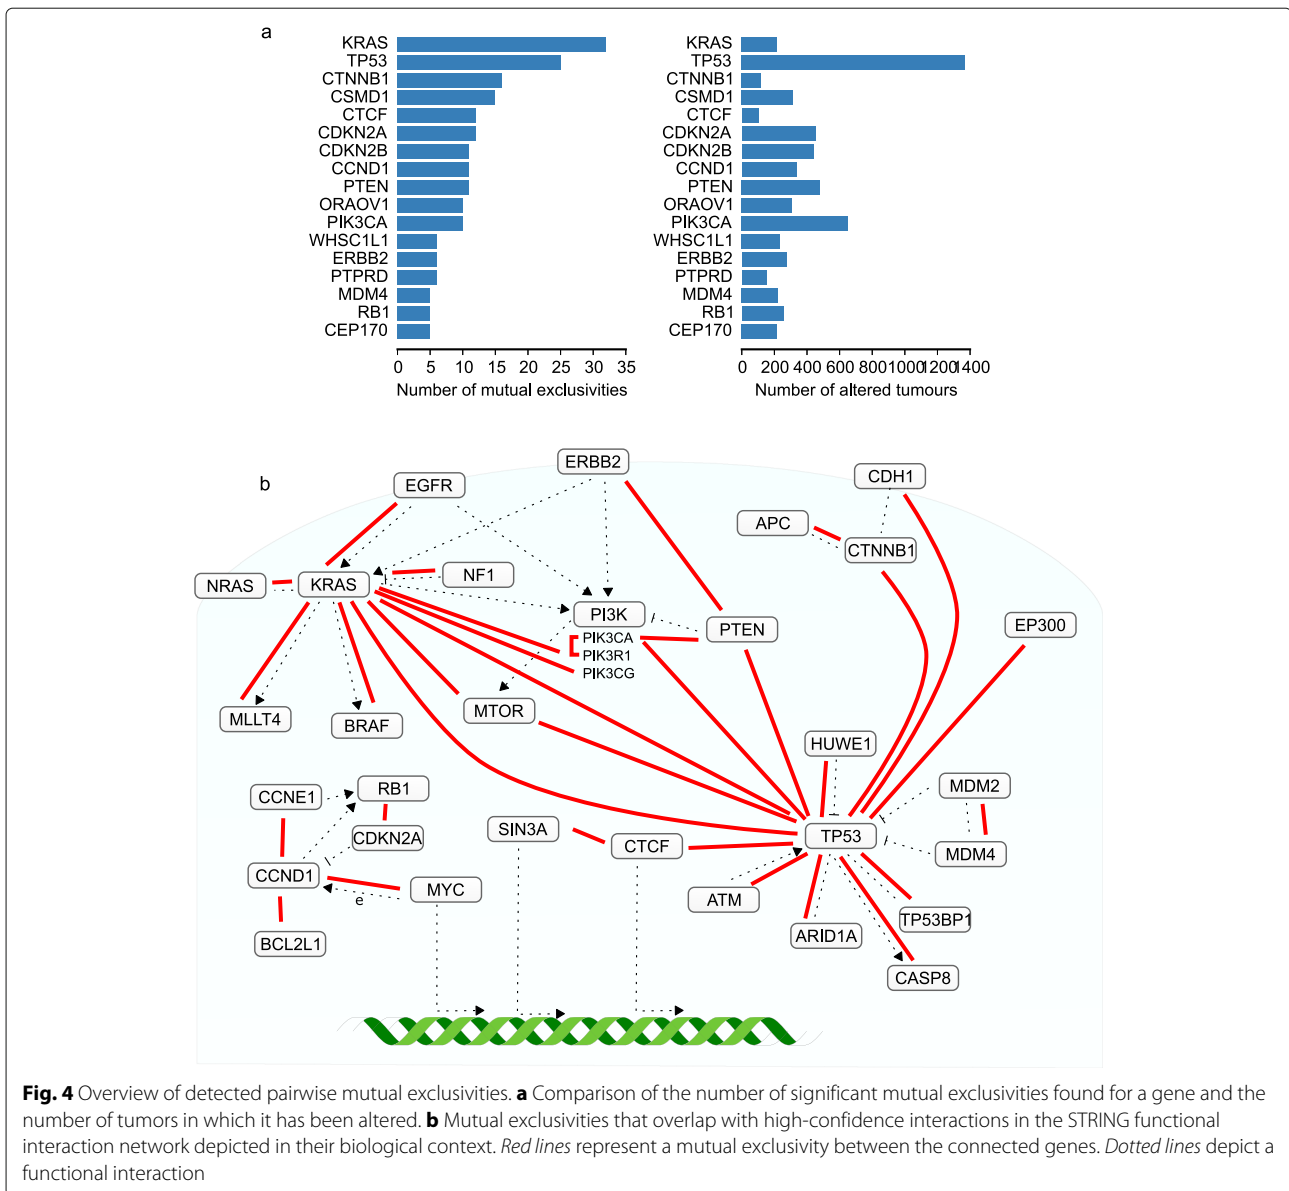 a
KRAS
TP53
CTNNB1
CSMD1
CTCF
CDKN2A
CDKN2B
CCND1
PTEN
ORAOV1
PIK3CA
WHSC1L1
ERBB2
PTPRD
MDM4
RB1
CEP170
0 5 10 15 20 25 30 35
Number of mutual exclusivities
KRAS
TP53
CTNNB1
CSMD1
CTCF
CDKN2A
CDKN2B
CCND1
PTEN
ORAOV1
PIK3CA
WHSC1L1
ERBB2
PTPRD
MDM4
RB1
CEP170
0 200 400 600 800 1000 1200 1400
Number of altered tumours
b
ERBB2
EGFR
CDH1
APC
CTNNB1
NRAS
KRAS
NF1
PI3K
PIK3CA
PIK3R1
PIK3CG
PTEN
EP300
MLLT4
BRAF
MTOR
HUWE1
CCNE1
RB1
MDM2
CDKN2A
SIN3A
CTCF
TP53
MDM4
CCND1
MYC
e
ATM
TP53BP1
BCL2L1
ARID1A
CASP8
Fig. 4 Overview of detected pairwise mutual exclusivities. a Comparison of the number of significant mutual exclusivities found for a gene and the
number of tumors in which it has been altered. b Mutual exclusivities that overlap with high-confidence interactions in the STRING functional
interaction network depicted in their biological context. Red lines represent a mutual exclusivity between the connected genes. Dotted lines depict a
functional interaction